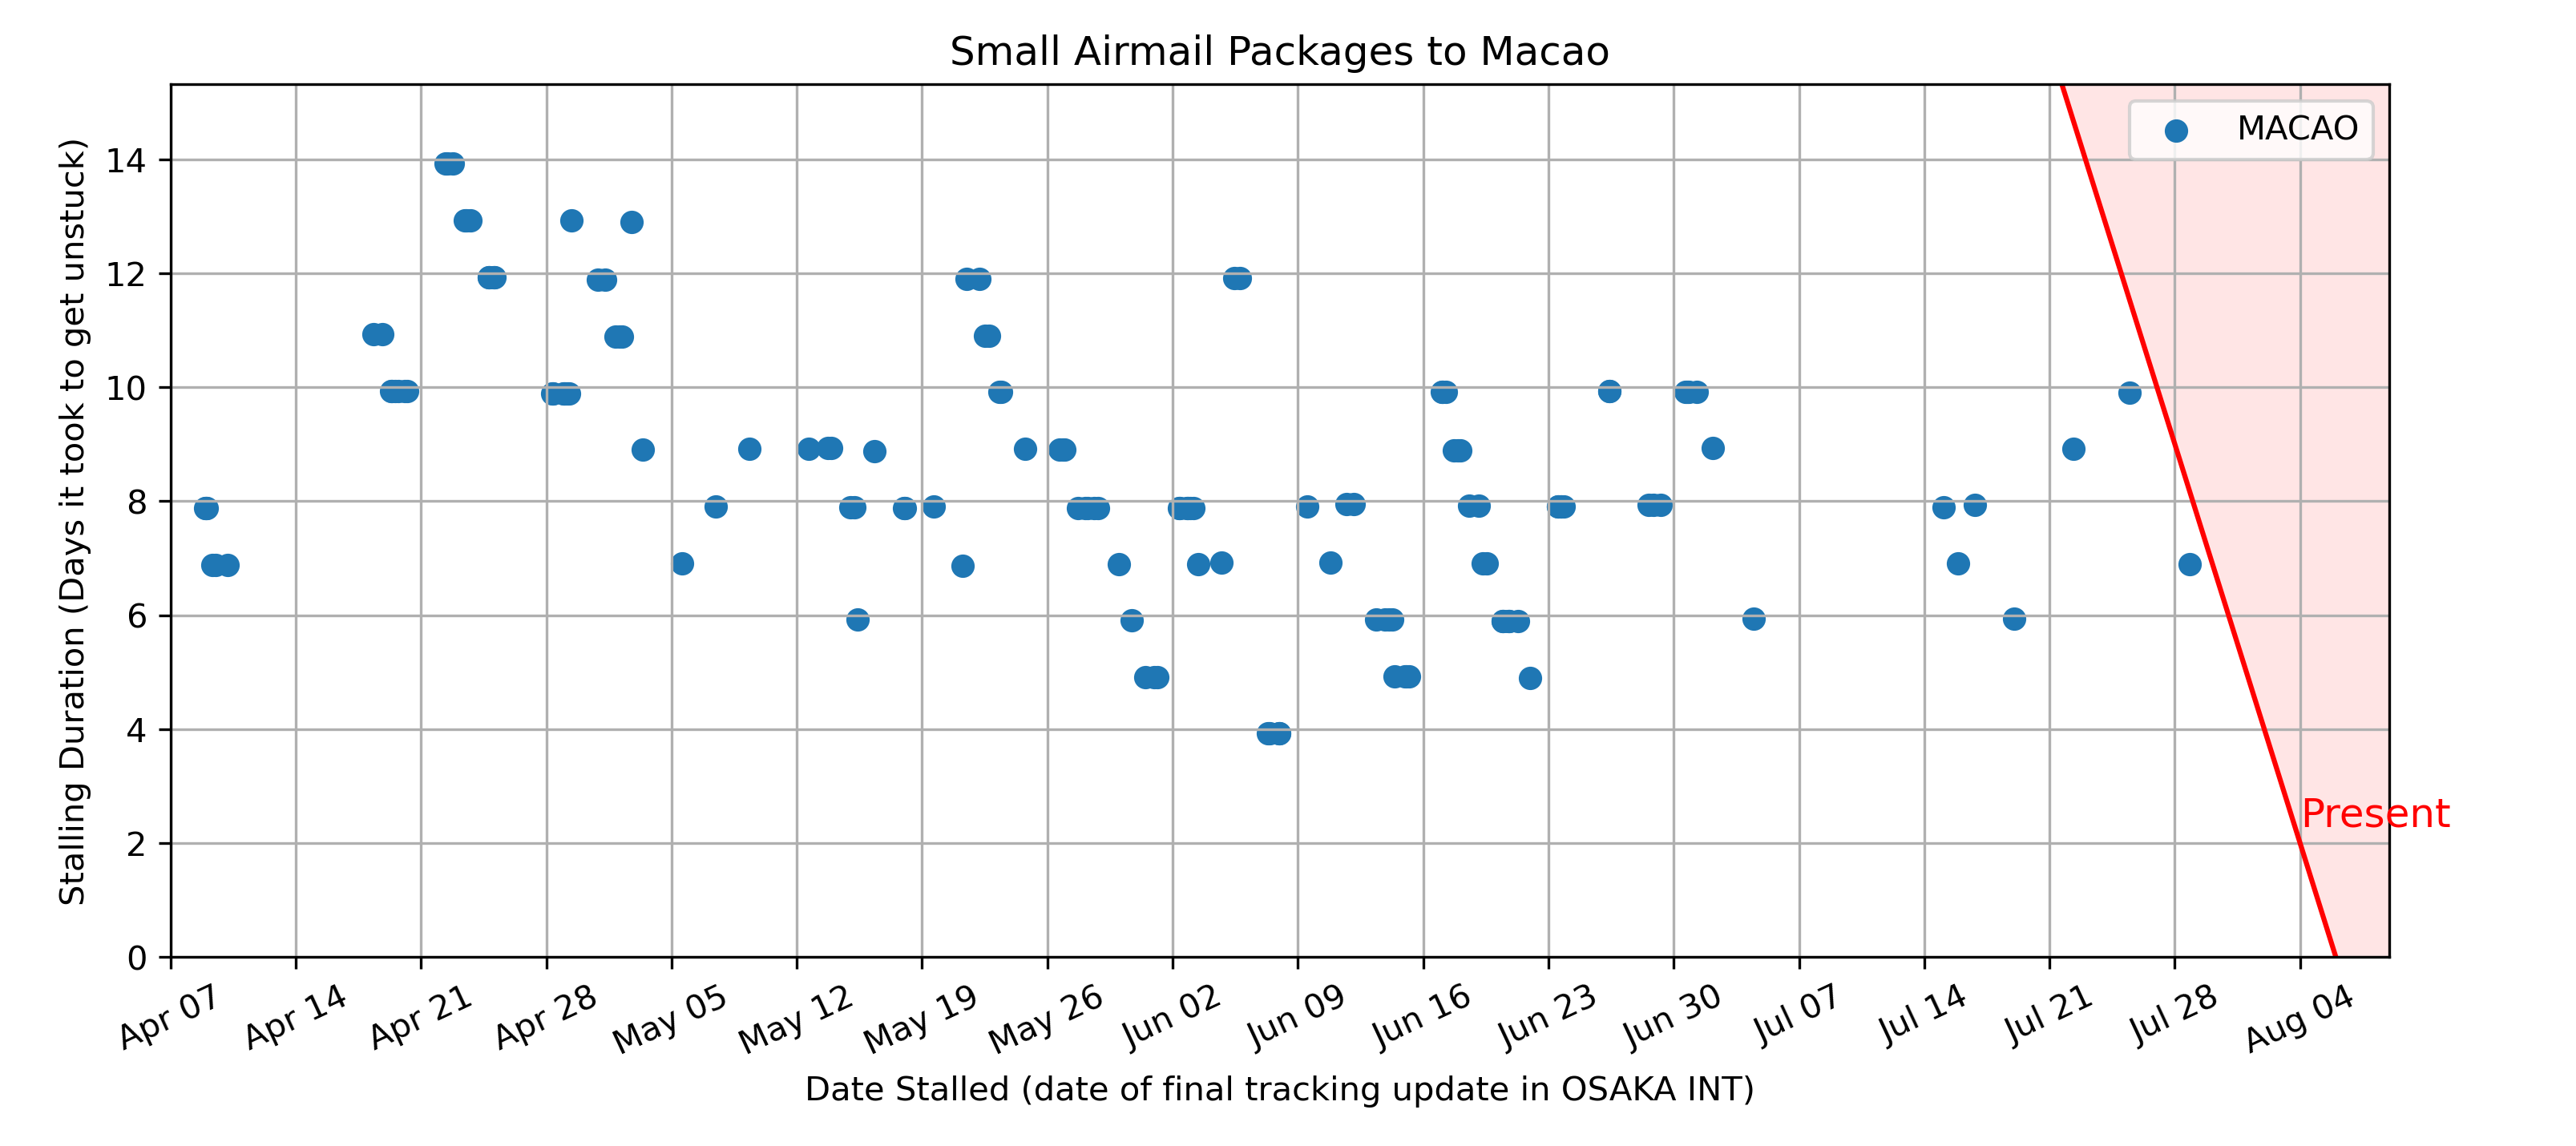 Small Airmail Packages to Macao
Stalling Duration (Days it took to get unstuck)
14
12
10
8
6
4
2
0
MACAO
Present
Apr 07
Apr 14
Apr 21
Apr 28
May 05
May 12
May 19
May 26
Jun 02
Jun 09
Jun 16
Jun 23
Jun 30
Jul 07
Jul 14
Jul 21
Jul 28
Aug 04
Date Stalled (date of final tracking update in OSAKA INT)